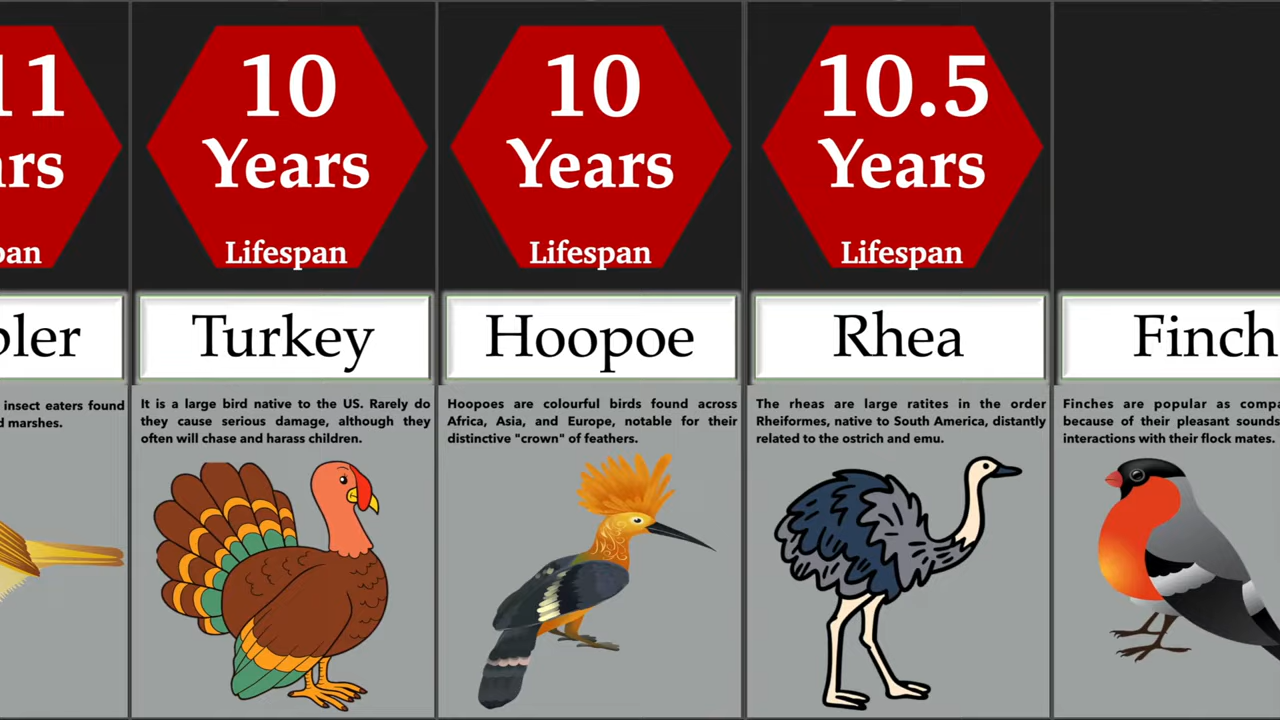 11
10
Years
Lifespan
10
Years
Lifespan
10.5
Years
Lifespan
Turkey
Hoopoe
Rhea
Finch
insect eaters found
marshes.
It is a large bird native to the US. Rarely do
they cause serious damage, although they
often will chase and harass children.
Hoopoes are colourful birds found across
Africa, Asia, and Europe, notable for their
distinctive "crown" of feathers.
The rheas are large ratites in the order
Rheiformes, native to South America, distantly
related to the ostrich and emu.
Finches are popular as
because of their pleasant sounds
interactions with their flock mates.